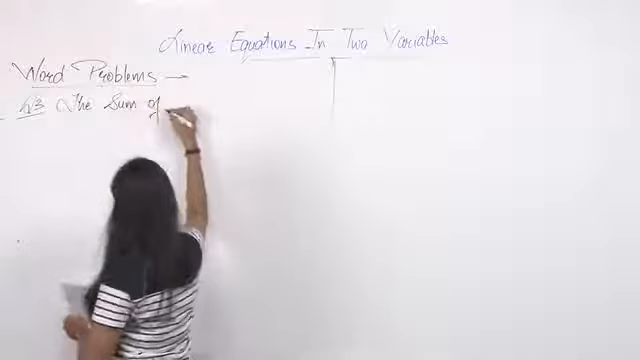 Linear Equations In Two Variables
Word Problems —
Q3 The Sum of